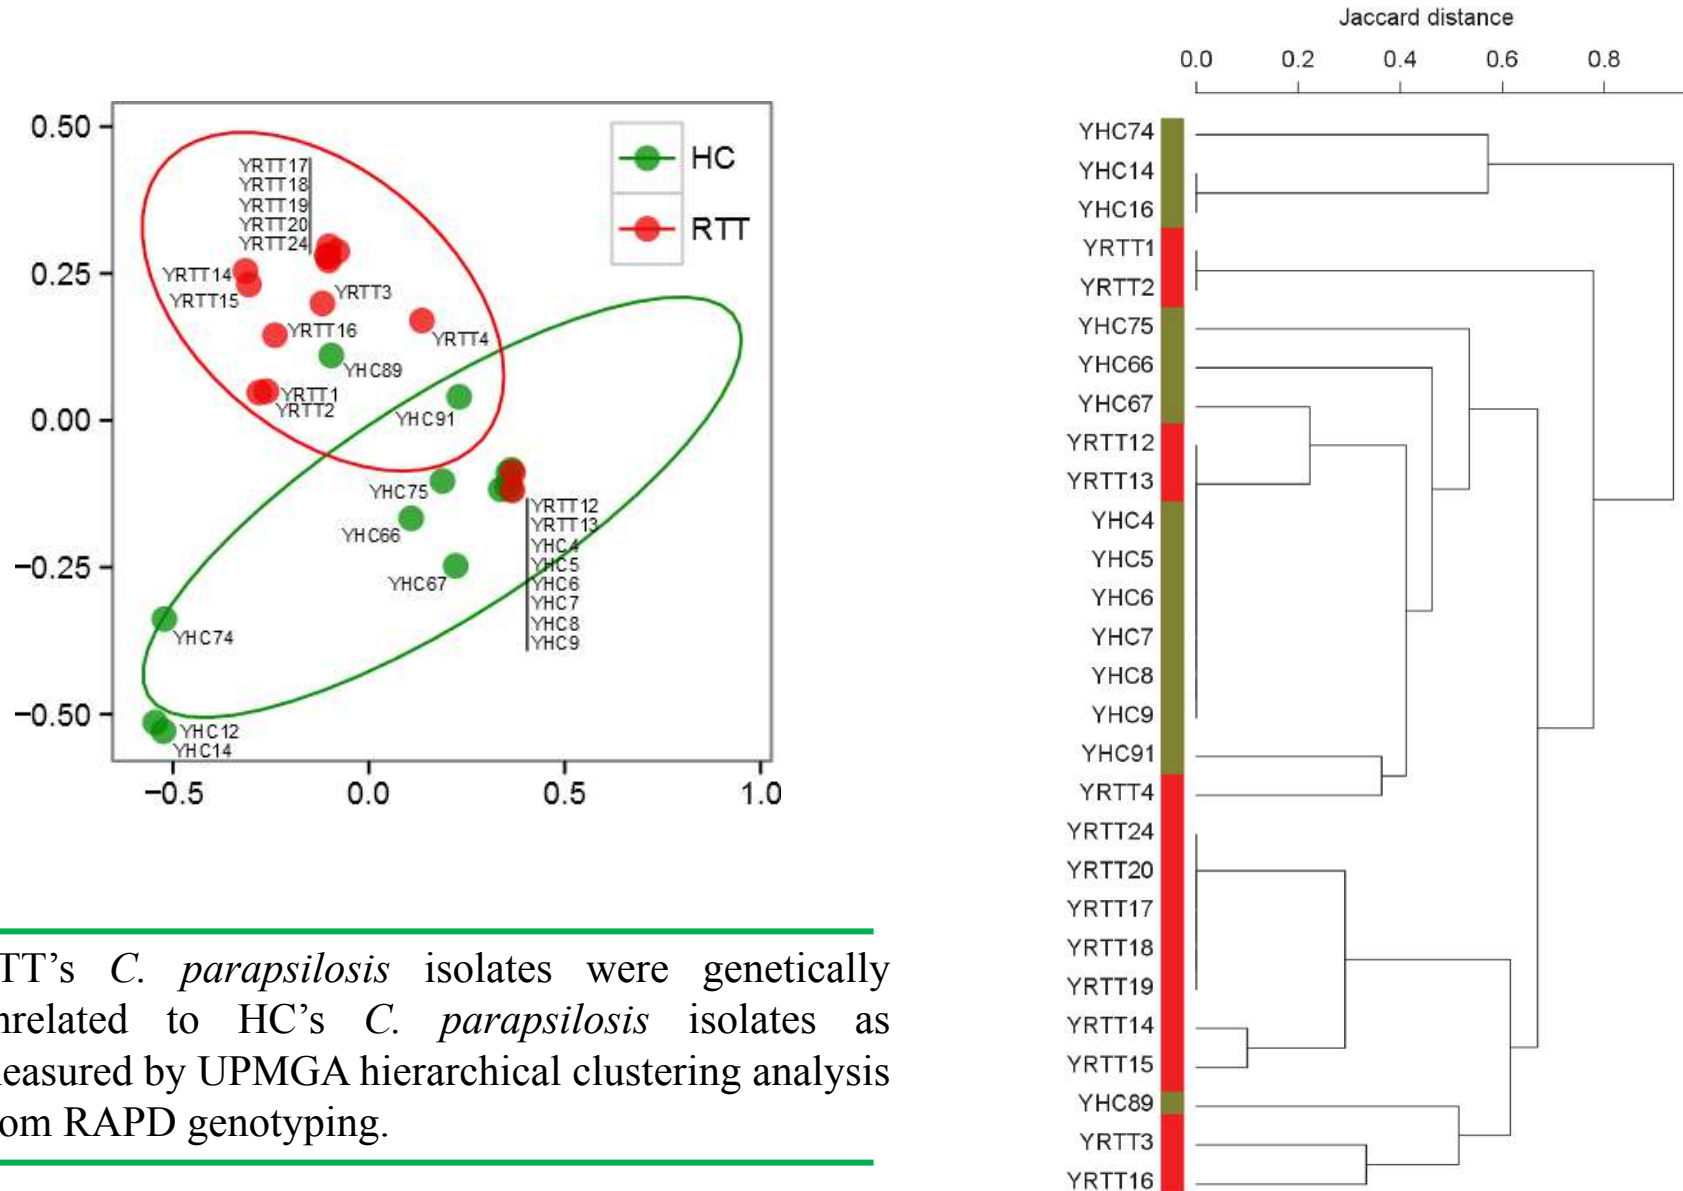 0.50
0.25
0.00
−0.25
−0.50
−0.5
0.0
0.5
1.0
HC
RTT
YRTT17
YRTT18
YRTT19
YRTT20
YRTT24
YRTT14
YRTT15
YRTT3
YRTT16
YRTT4
YHC89
YRTT1
YRTT2
YHC91
YHC75
YHC66
YHC67
YRTT12
YRTT13
YHC4
YHC5
YHC6
YHC7
YHC8
YHC9
YHC74
YHC12
YHC14
TT's C. parapsilosis isolates were genetically
nrelated to HC's C. parapsilosis isolates as
easured by UPMGA hierarchical clustering analysis
om RAPD genotyping.
Jaccard distance
0.0 0.2 0.4 0.6 0.8
YHC74
YHC14
YHC16
YRTT1
YRTT2
YHC75
YHC66
YHC67
YRTT12
YRTT13
YHC4
YHC5
YHC6
YHC7
YHC8
YHC9
YHC91
YRTT4
YRTT24
YRTT20
YRTT17
YRTT18
YRTT19
YRTT14
YRTT15
YHC89
YRTT3
YRTT16